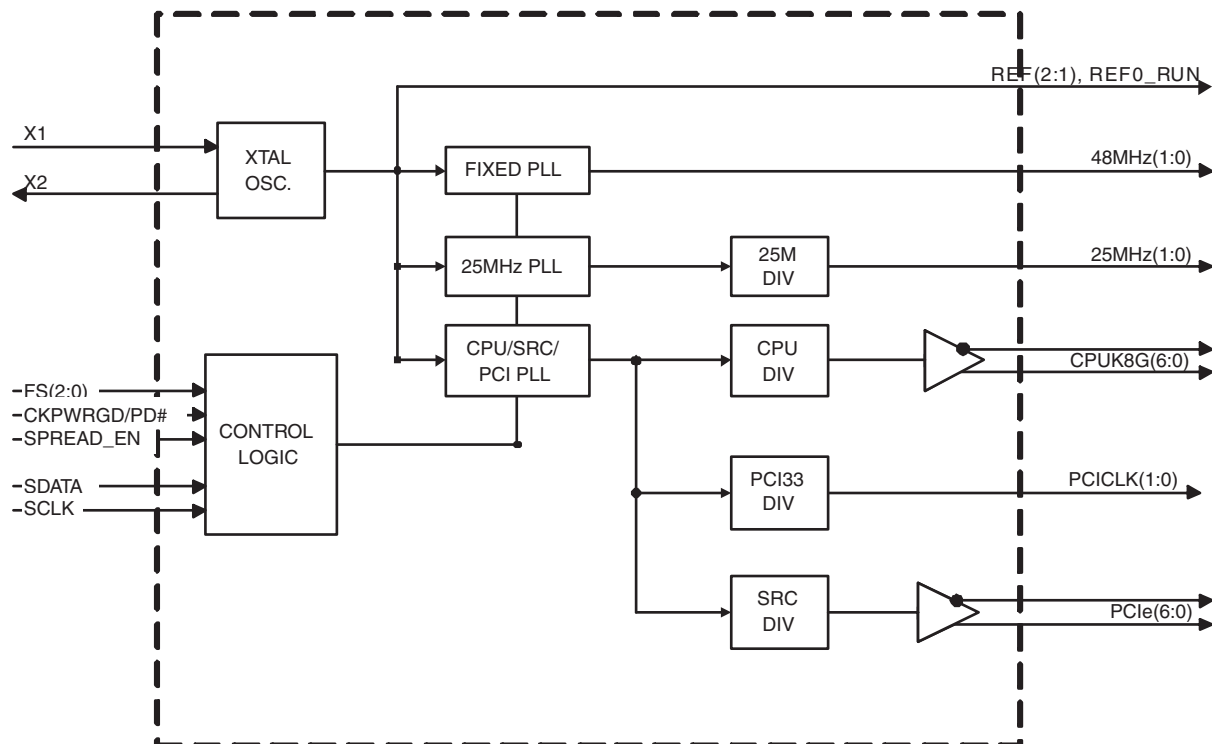 REF(2:1), REF0_RUN
X1
XTAL
OSC.
FIXED PLL
48MHz(1:0)
X2
25MHz PLL
25M
DIV
25MHz(1:0)
CPU/SRC/
PCI PLL
CPU
DIV
CPUK8G(6:0)
FS(2:0)
CKPWRGD/PD#
SPREAD_EN
CONTROL
LOGIC
SDATA
SCLK
PCI33
DIV
PCICLK(1:0)
SRC
DIV
PCIe(6:0)